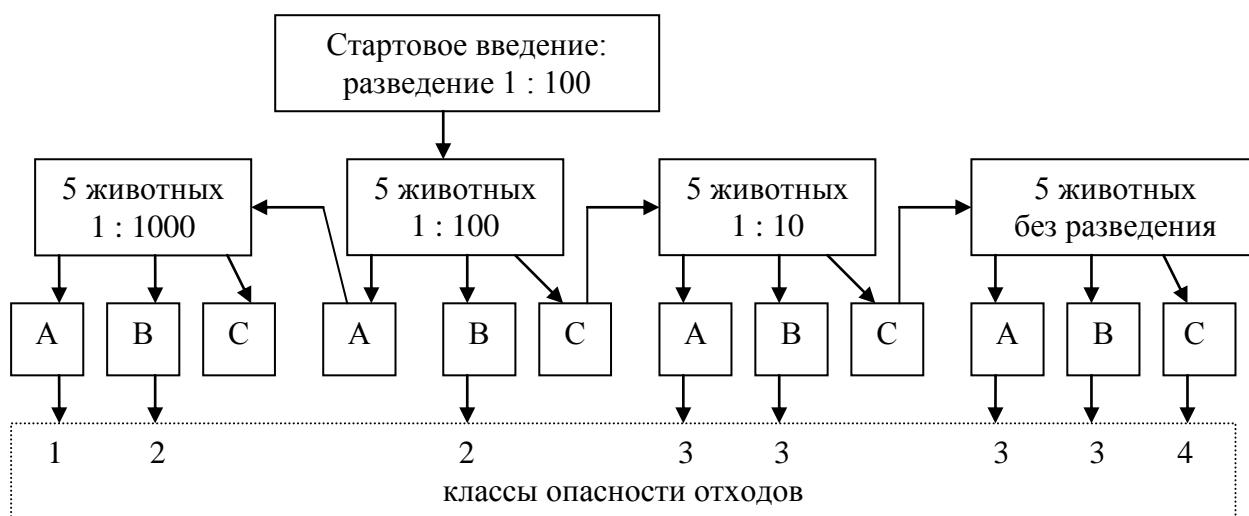 Стартовое введение:
разведение 1 : 100
5 животных
1 : 1000
5 животных
1 : 100
5 животных
1 : 10
5 животных
без разведения
A B C A B C A B C A B C
1 2 2 3 3 3 3 4
классы опасности отходов